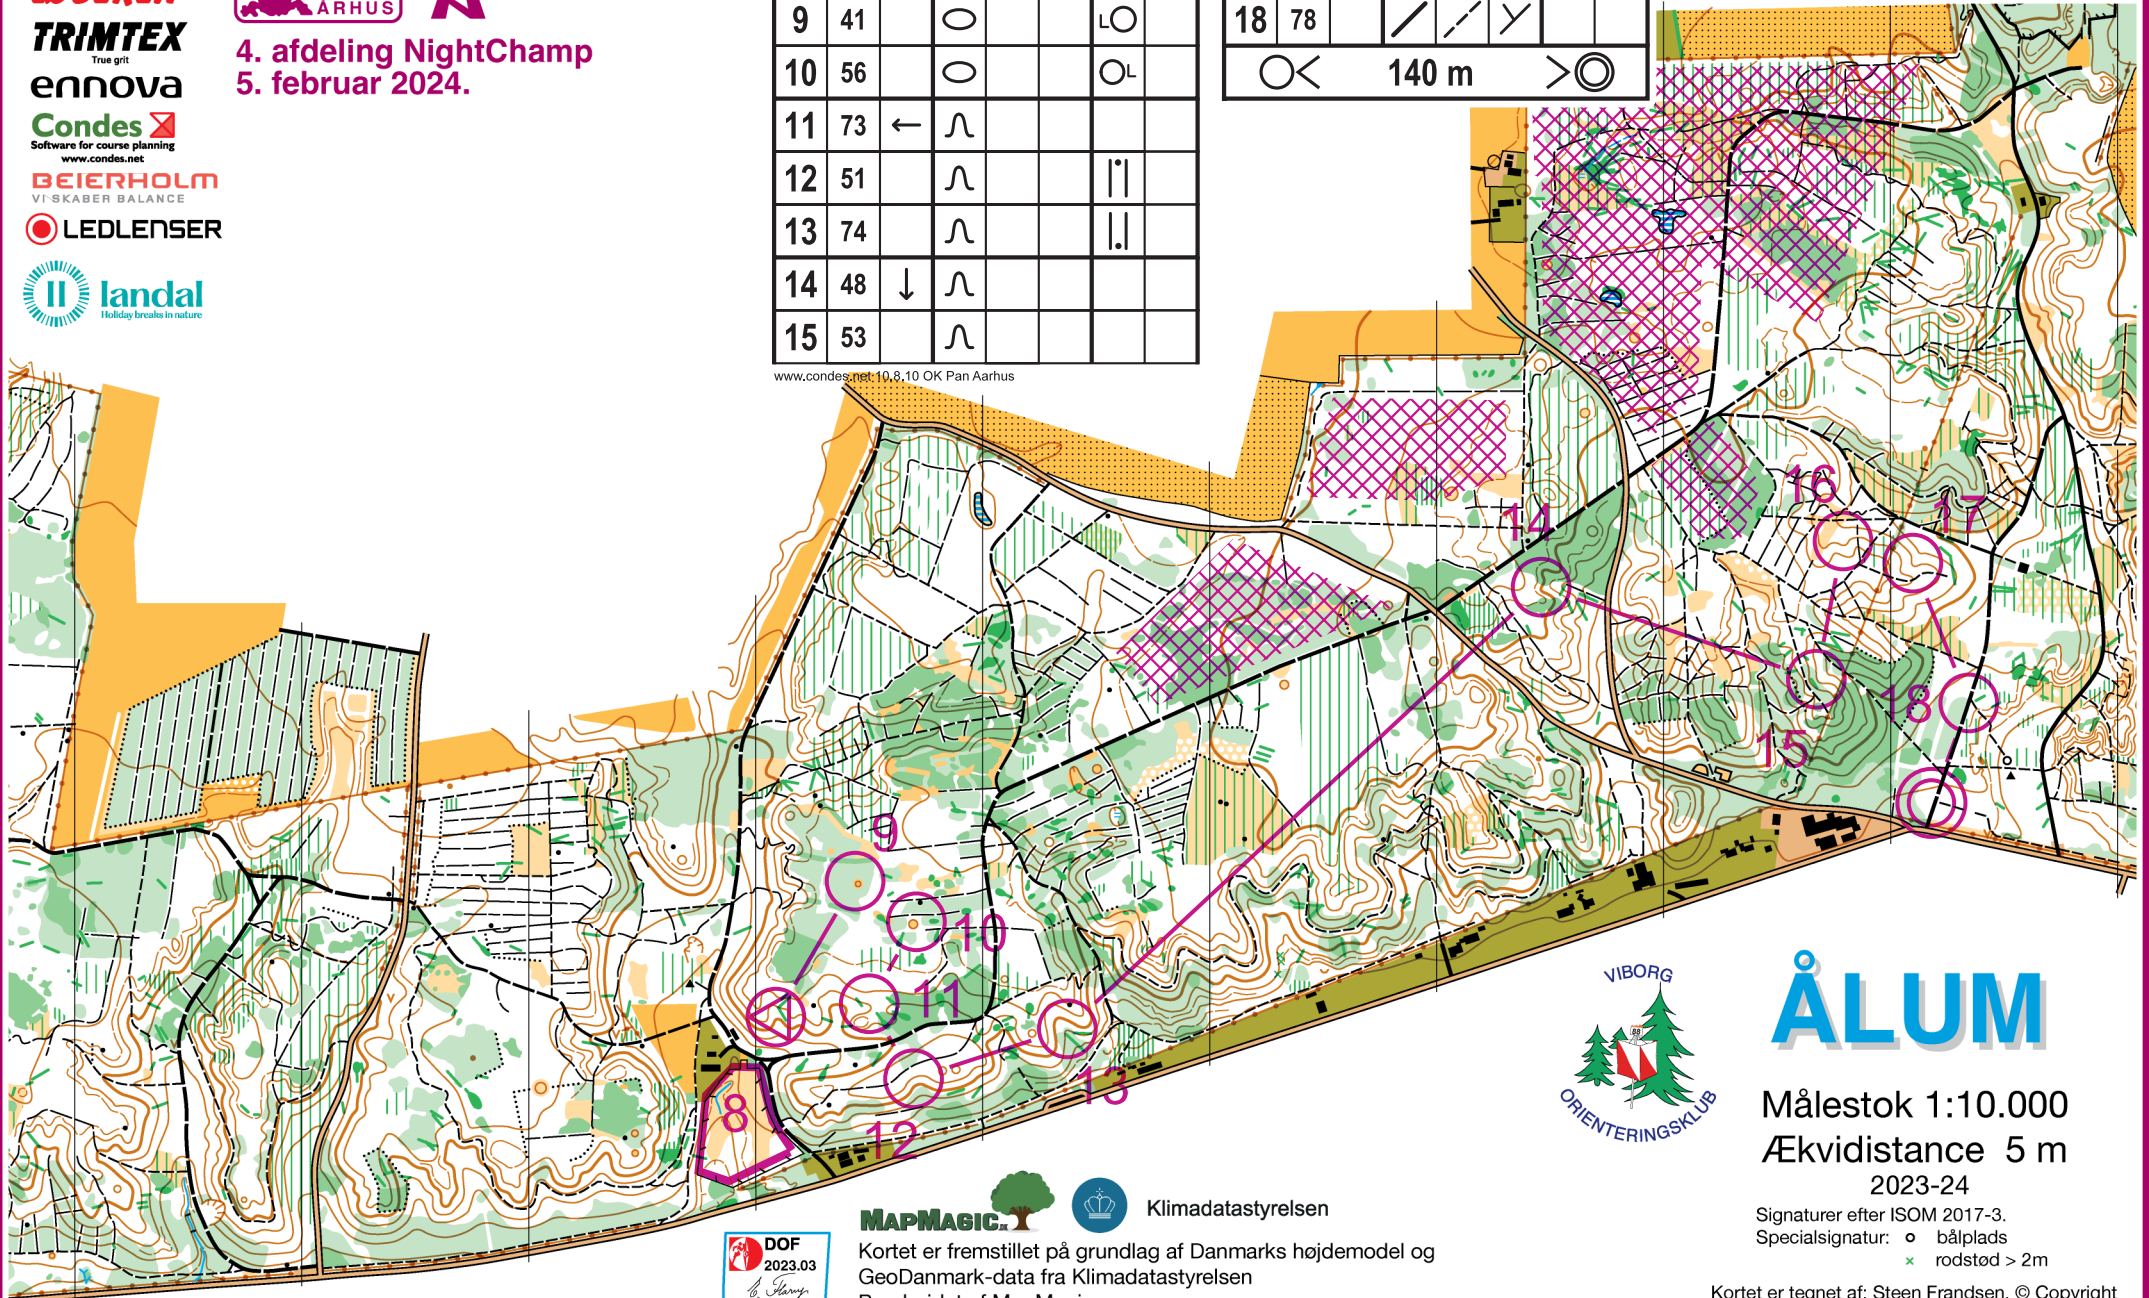 ÅRHUS
TRIMTEX
True grit
4. afdeling NightChamp
5. februar 2024.
ennova
Condes
Software for course planning
www.condes.net
BEIERHOLM
VI SKABER BALANCE
LEDLENSER
landal
Holiday breaks in nature
9 41
10 56
11 73
12 51
13 74
14 48
15 53
www.condes.net 10.8.10 OK Pan Aarhus
18 78
140 m
16
17
14
18
15
9
10
11
13
8
12
VIBORG
88
ORIENTERINGSKLUB
ÅLUM
Målestok 1:10.000
Ækvidistance 5 m
2023-24
Signaturer efter ISOM 2017-3.
Specialsignatur: bålplads
× rodstød > 2m
Kortet er tegnet af: Steen Frandsen. © Copyright
MAPMAGIC.DK
Klimadatastyrelsen
DOF
2023.03
Kortet er fremstillet på grundlag af Danmarks højdemodel og
GeoDanmark-data fra Klimadatastyrelsen